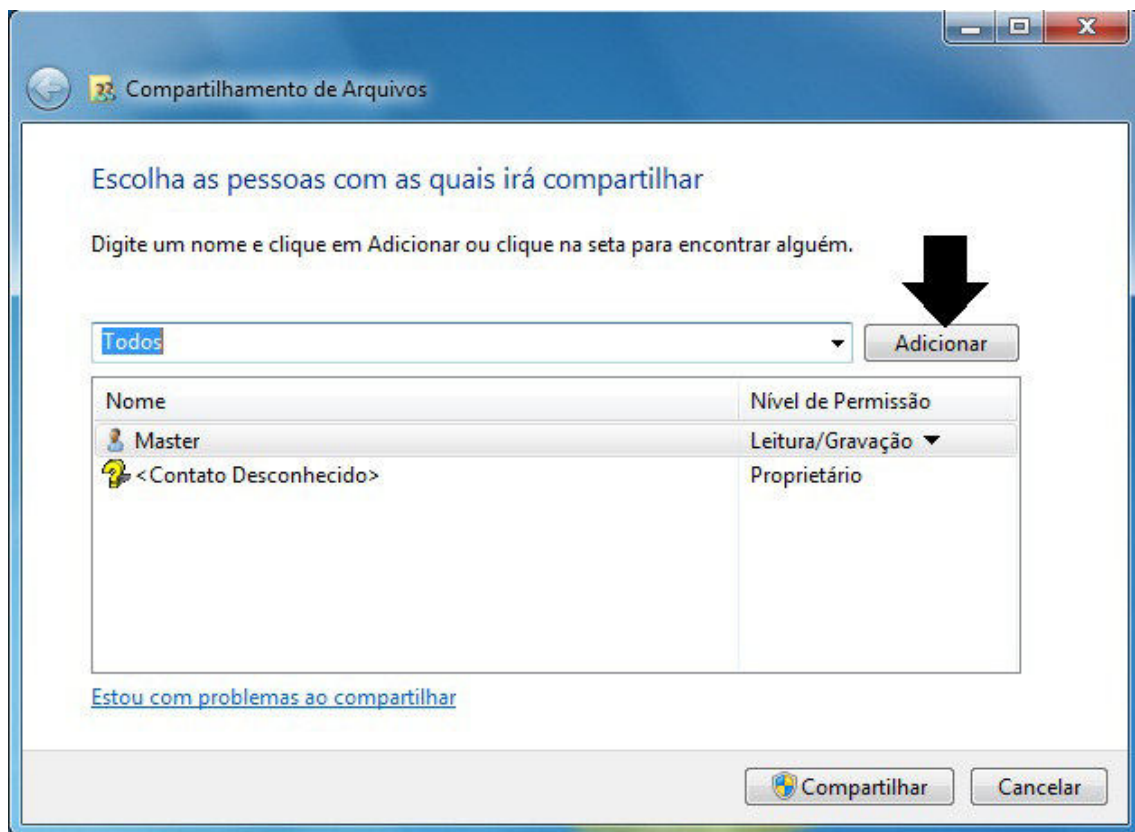 Compartilhamento de Arquivos
Escolha as pessoas com as quais irá compartilhar
Digite um nome e clique em Adicionar ou clique na seta para encontrar alguém.
Todos Adicionar
Nome Nível de Permissão
Master Leitura/Gravação
<Contato Desconhecido> Proprietário
Estou com problemas ao compartilhar
Compartilhar Cancelar